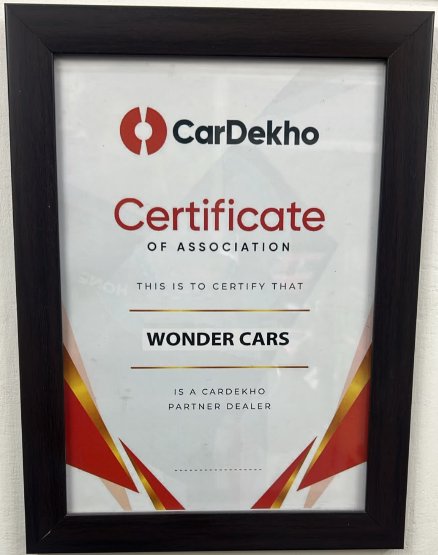 CarDekho
Certificate
OF ASSOCIATION
THIS IS TO CERTIFY THAT
WONDER CARS
IS A CARDEKHO
PARTNER DEALER